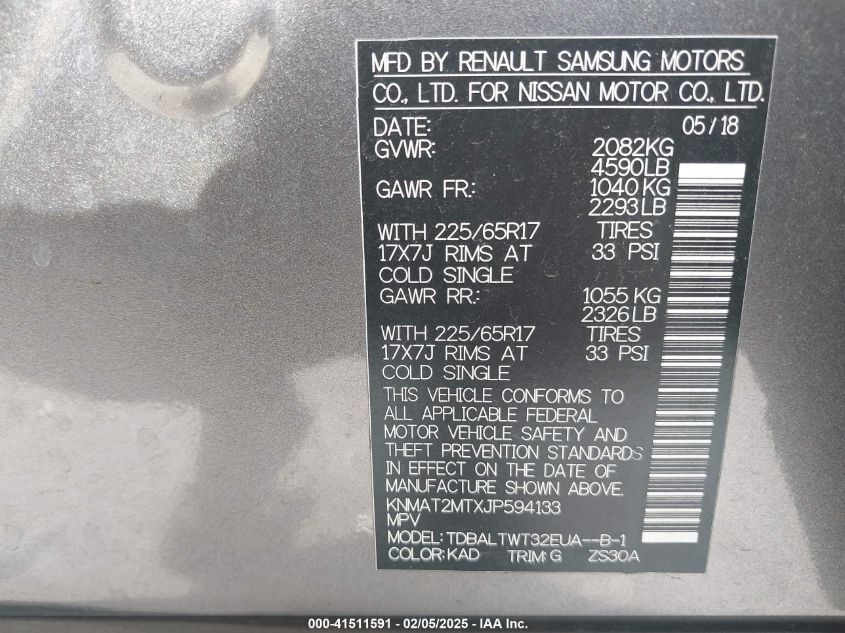 MFD BY RENAULT SAMSUNG MOTORS
CO., LTD. FOR NISSAN MOTOR CO., LTD.
DATE: 05/18
GVWR: 2082KG
4590LB
GAWR FR.: 1040KG
2293LB
WITH 225/65R17 TIRES
17X7J RIMS AT 33 PSI
COLD SINGLE
GAWR RR.: 1055 KG
2326LB
WITH 225/65R17 TIRES
17X7J RIMS AT 33 PSI
COLD SINGLE
THIS VEHICLE CONFORMS TO
ALL APPLICABLE FEDERAL
MOTOR VEHICLE SAFETY AND
THEFT PREVENTION STANDARDS
IN EFFECT ON THE DATE OF
MANUFACTURE SHOWN ABOVE.
KNMAT2MTXJP594133
MPV
MODEL: TDBALTWT32EUA--B-1
COLOR: KAD TRIM: G ZS30A
000-41511591 - 02/05/2025 - IAA Inc.